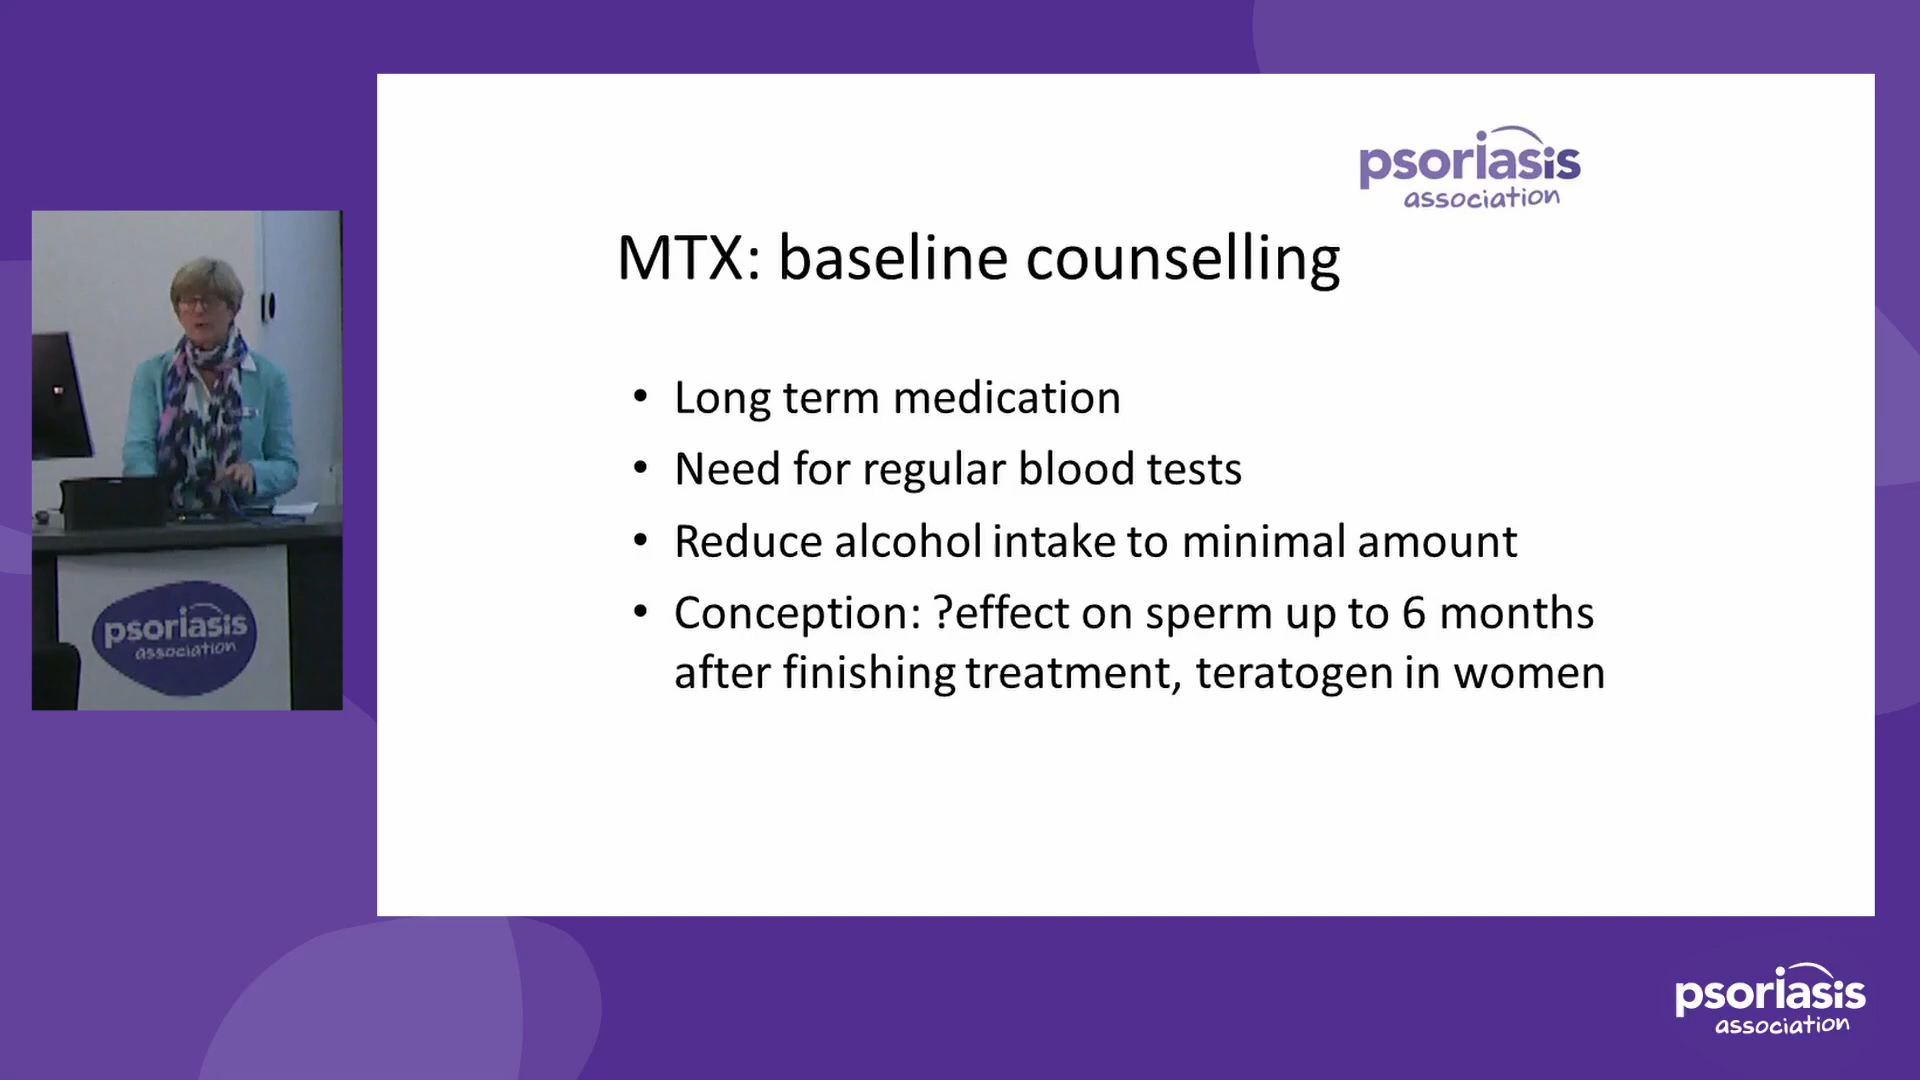 psoriasis
association
MTX: baseline counselling
• Long term medication
• Need for regular blood tests
• Reduce alcohol intake to minimal amount
• Conception: ?effect on sperm up to 6 months
after finishing treatment, teratogen in women
psoriasis
association
psoriasis
association